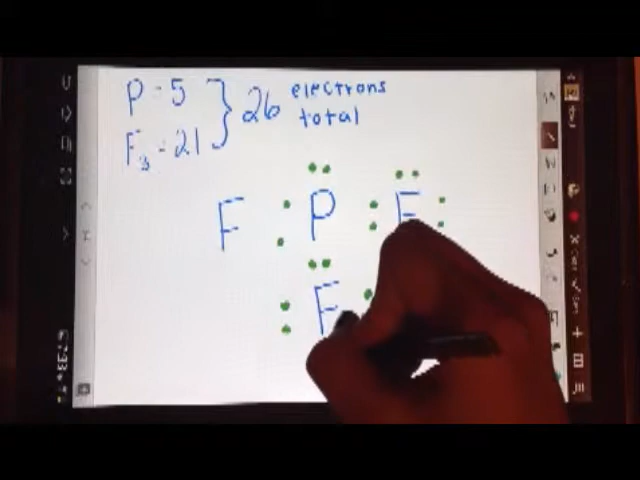 P - 5 } 26 electrons
F3 - 21 total
F : P : F :
: F :